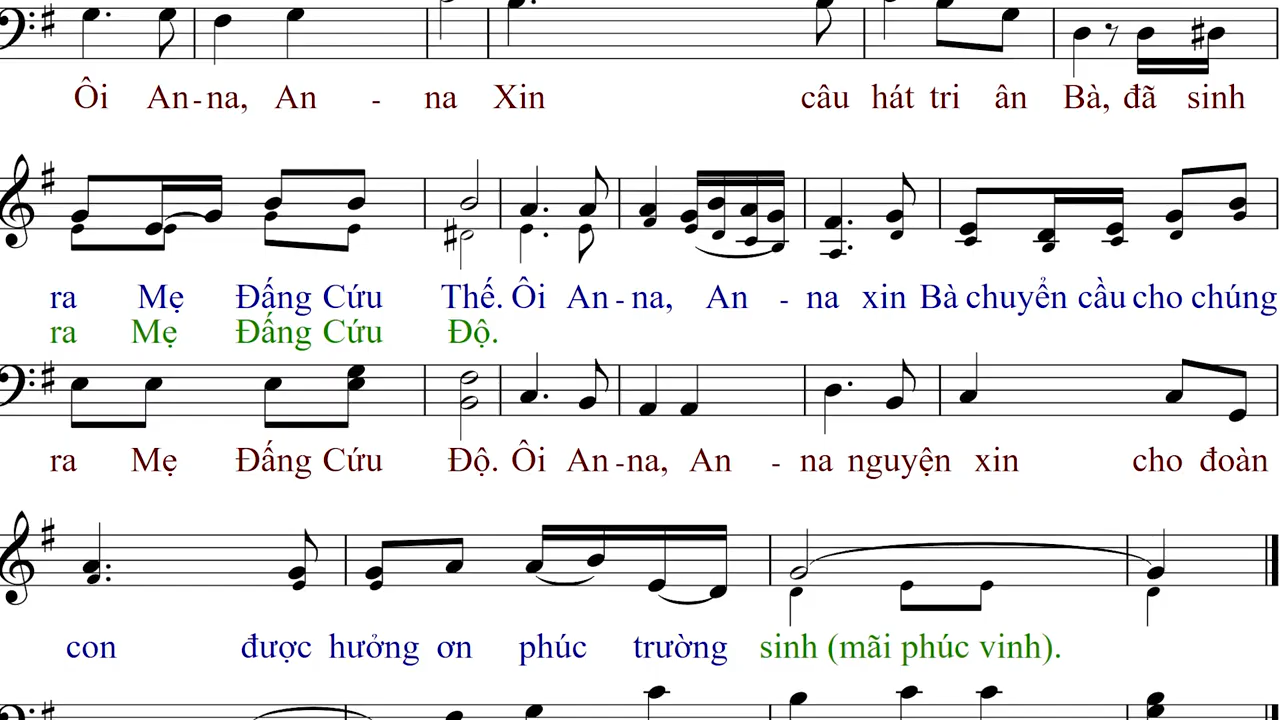 Ôi An-na, An - na Xin câu hát tri ân Bà, đã sinh
ra Mẹ Đấng Cứu Thế. Ôi An-na, An - na xin Bà chuyển cầu cho chúng
ra Mẹ Đấng Cứu Độ.
ra Mẹ Đấng Cứu Độ. Ôi An-na, An - na nguyện xin cho đoàn
con được hưởng ơn phúc trường sinh (mãi phúc vinh).